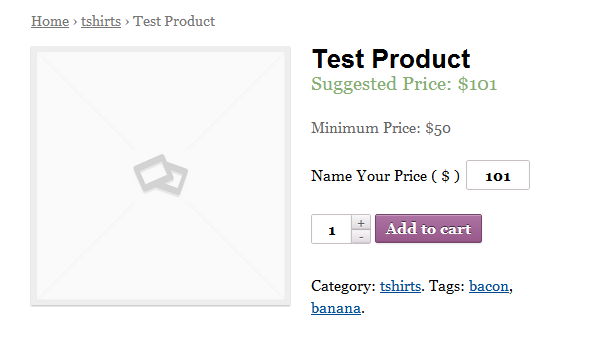 Home › tshirts › Test Product
Test Product
Suggested Price: $101
Minimum Price: $50
Name Your Price ( $ ) 101
1 + - Add to cart
Category: tshirts. Tags: bacon,
banana.